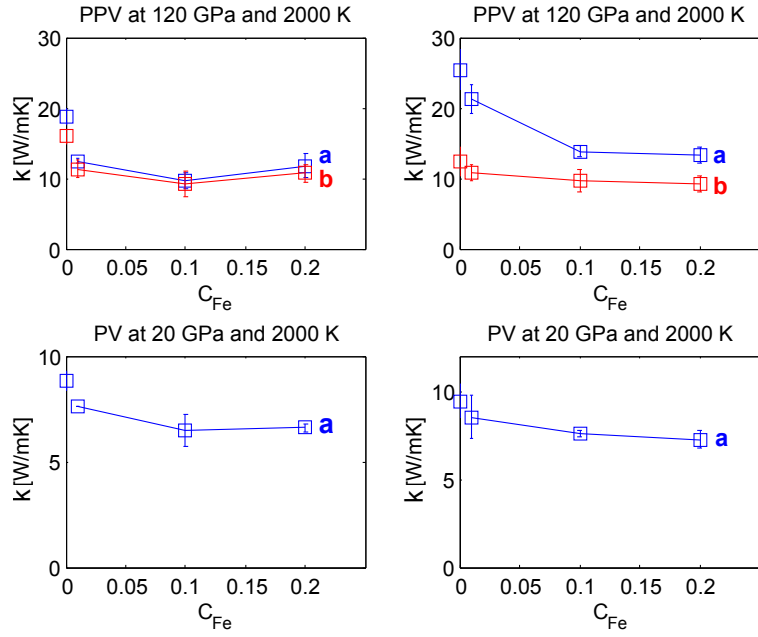 PPV at 120 GPa and 2000 K
30
20
10
0
k [W/mK]
a
b
0 0.05 0.1 0.15 0.2
C_Fe
PPV at 120 GPa and 2000 K
30
20
10
0
k [W/mK]
a
b
0 0.05 0.1 0.15 0.2
C_Fe
PV at 20 GPa and 2000 K
10
5
0
k [W/mK]
a
0 0.05 0.1 0.15 0.2
C_Fe
PV at 20 GPa and 2000 K
10
5
0
k [W/mK]
a
0 0.05 0.1 0.15 0.2
C_Fe